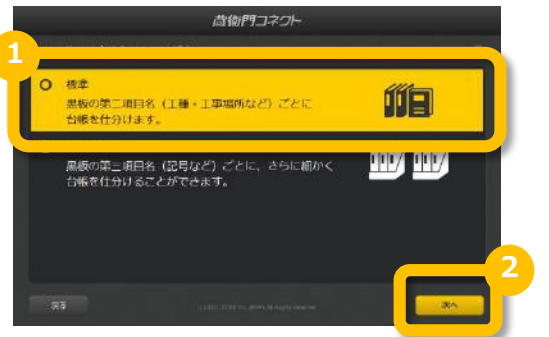 蔵衛門コネクト
1
標準
黒板の第二項目名（工種・工事場所など）ごとに
台帳を仕分けます。
黒板の第三項目名（記号など）ごとに、さらに細かく
台帳を仕分けることができます。
2
戻る
次へ